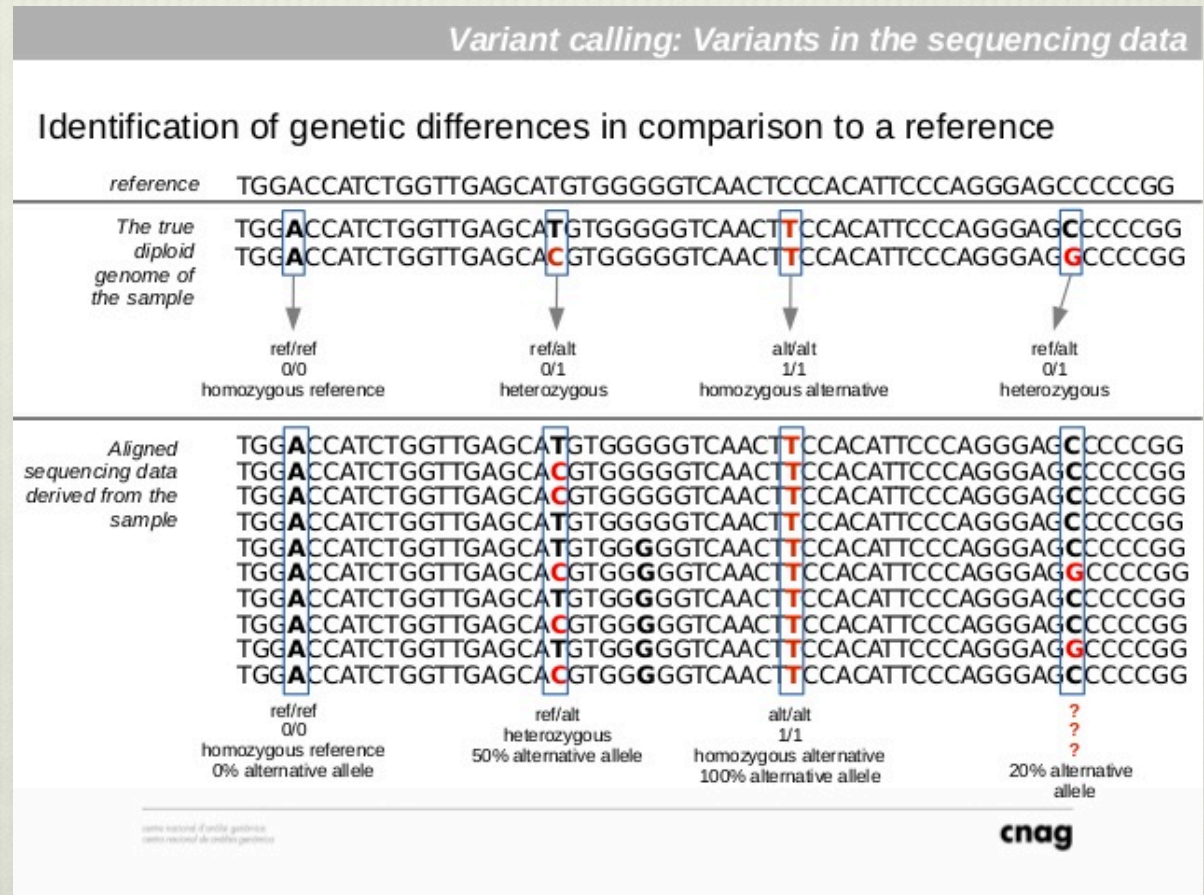 Variant calling: Variants in the sequencing data
Identification of genetic differences in comparison to a reference
reference TGGACCATCTGGTTGAGCATGTGGGGGTCAACTCCCACATTCCCAGGGAGCCCCCGG
The true
diploid
genome of
the sample
TGGACCATCTGGTTGAGCATGTGGGGGTCAACTTCCACATTCCCAGGGAGCCCCCGG
TGGACCATCTGGTTGAGCACGTGGGGGTCAACTTCCACATTCCCAGGGAGGCCCCGG
ref/ref
0/0
homozygous reference
ref/alt
0/1
heterozygous
alt/alt
1/1
homozygous alternative
ref/alt
0/1
heterozygous
Aligned
sequencing data
derived from the
sample
TGGACCATCTGGTTGAGCATGTGGGGGTCAACTTCCACATTCCCAGGGAGCCCCCGG
TGGACCATCTGGTTGAGCACGTGGGGGTCAACTTCCACATTCCCAGGGAGCCCCCGG
TGGACCATCTGGTTGAGCACGTGGGGGTCAACTTCCACATTCCCAGGGAGCCCCCGG
TGGACCATCTGGTTGAGCATGTGGGGGTCAACTTCCACATTCCCAGGGAGCCCCCGG
TGGACCATCTGGTTGAGCATGTGGGGGTCAACTTCCACATTCCCAGGGAGCCCCCGG
TGGACCATCTGGTTGAGCACGTGGGGGTCAACTTCCACATTCCCAGGGAGGCCCCGG
TGGACCATCTGGTTGAGCATGTGGGGGTCAACTTCCACATTCCCAGGGAGCCCCCGG
TGGACCATCTGGTTGAGCACGTGGGGGTCAACTTCCACATTCCCAGGGAGCCCCCGG
TGGACCATCTGGTTGAGCATGTGGGGGTCAACTTCCACATTCCCAGGGAGGCCCCGG
TGGACCATCTGGTTGAGCACGTGGGGGTCAACTTCCACATTCCCAGGGAGCCCCCGG
ref/ref
0/0
homozygous reference
0% alternative allele
ref/alt
heterozygous
50% alternative allele
alt/alt
1/1
homozygous alternative
100% alternative allele
?
?
?
20% alternative
allele
cnag